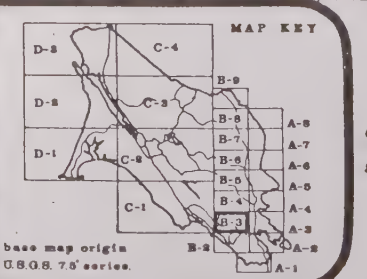 MAP KEY
D-3
C-4
B-9
D-2
C-3
B-8
A-8
B-7
A-7
D-1
C-2
B-6
A-6
B-5
A-5
B-4
A-4
C-1
B-3
A-3
B-2
A-2
A-1
base map origin
U.S.G.S. 7.5' series.